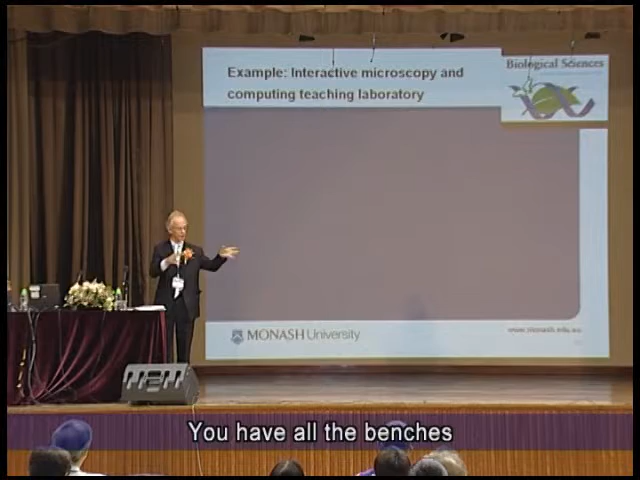 Example: Interactive microscopy and
computing teaching laboratory
Biological Sciences
MONASH University
www.monash.edu.au
You have all the benches